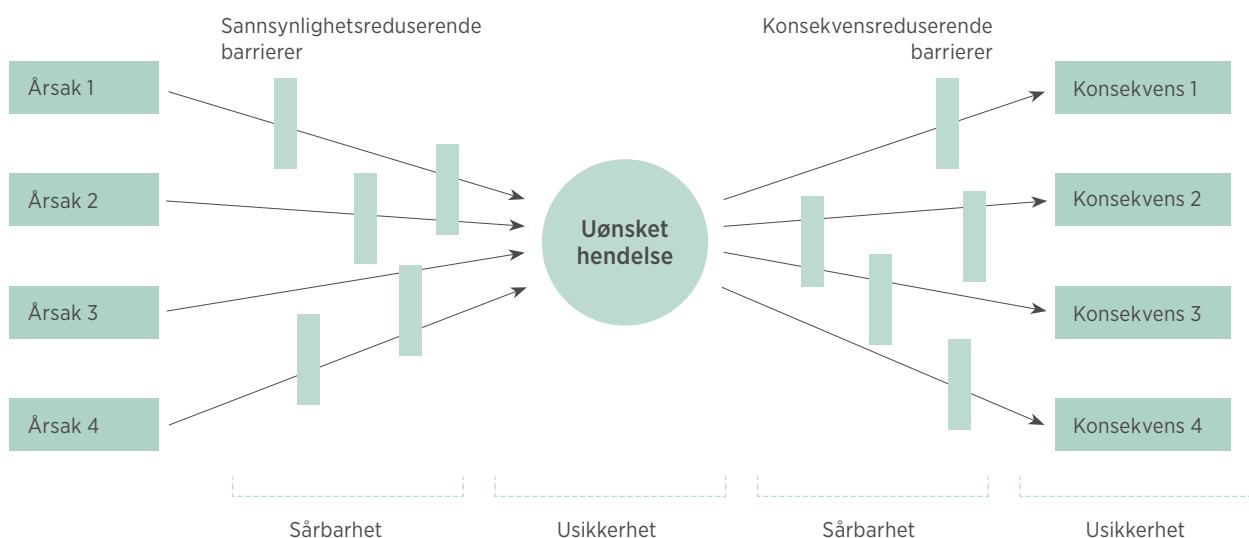 Sannsynlighetsreduserende
barrierer
Konsekvensreduserende
barrierer
Årsak 1
Årsak 2
Årsak 3
Årsak 4
Uønsket
hendelse
Konsekvens 1
Konsekvens 2
Konsekvens 3
Konsekvens 4
Sårbarhet
Usikkerhet
Sårbarhet
Usikkerhet